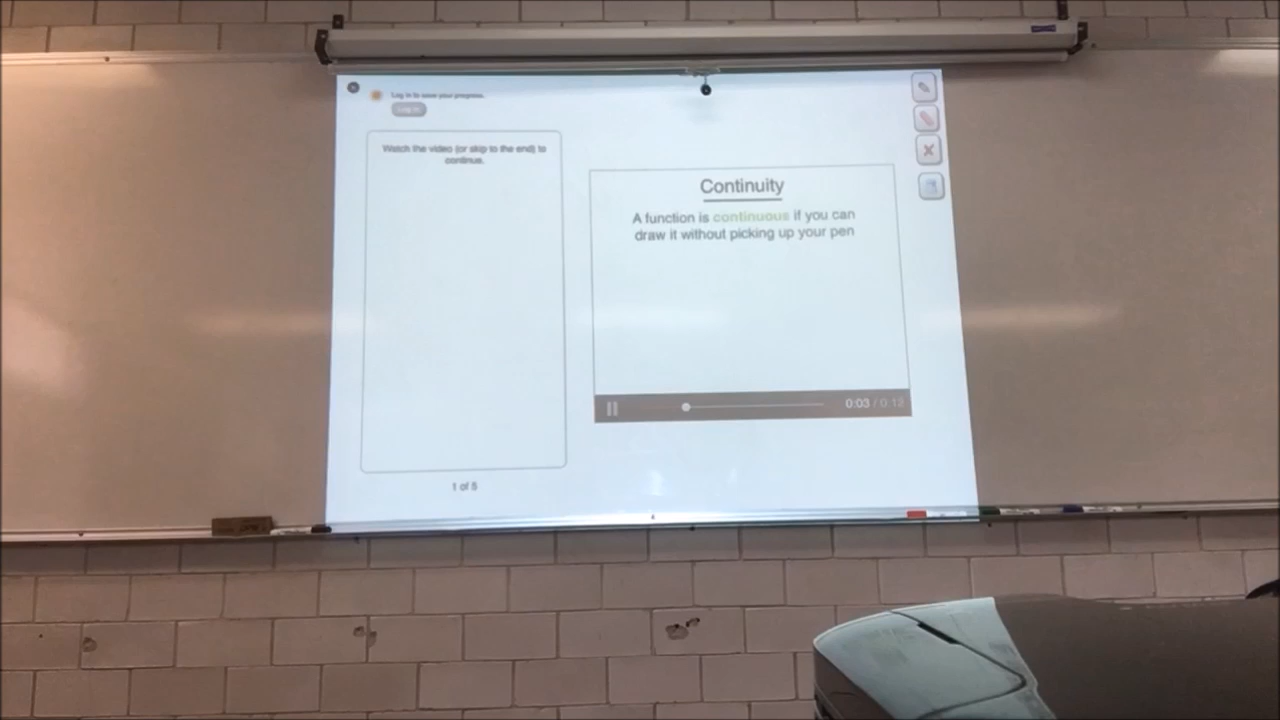 Log in to save your progress.
Log in
Watch the video (or skip to the end) to
continue.
1 of 5
Continuity
A function is continuous if you can
draw it without picking up your pen
0:03 / 0:12